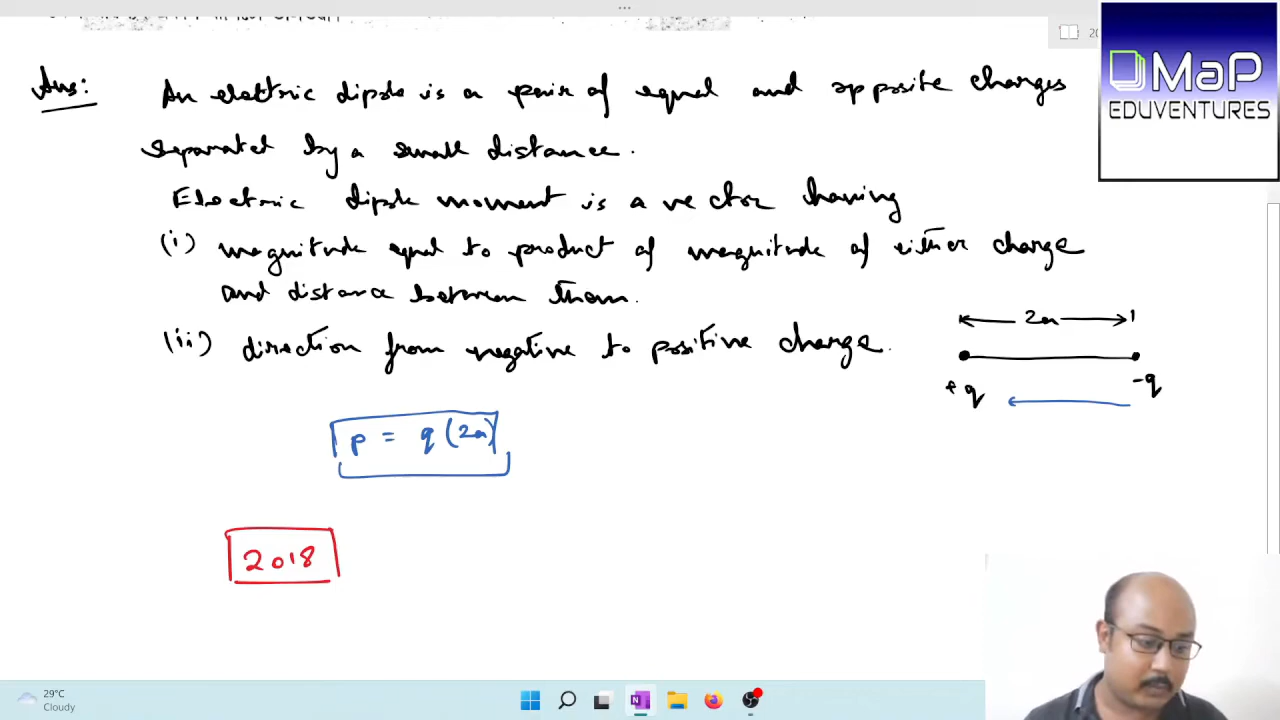 Ans: An electric dipole is a pair of equal and opposite charges
separated by a small distance.
Electric dipole moment is a vector having
(i) magnitude equal to product of magnitude of either charge
and distance between them.
(ii) direction from negative to positive charge.
2a
+q
-q
p = q(2a)
2018
MaP
EDUVENTURES
29°C
Cloudy